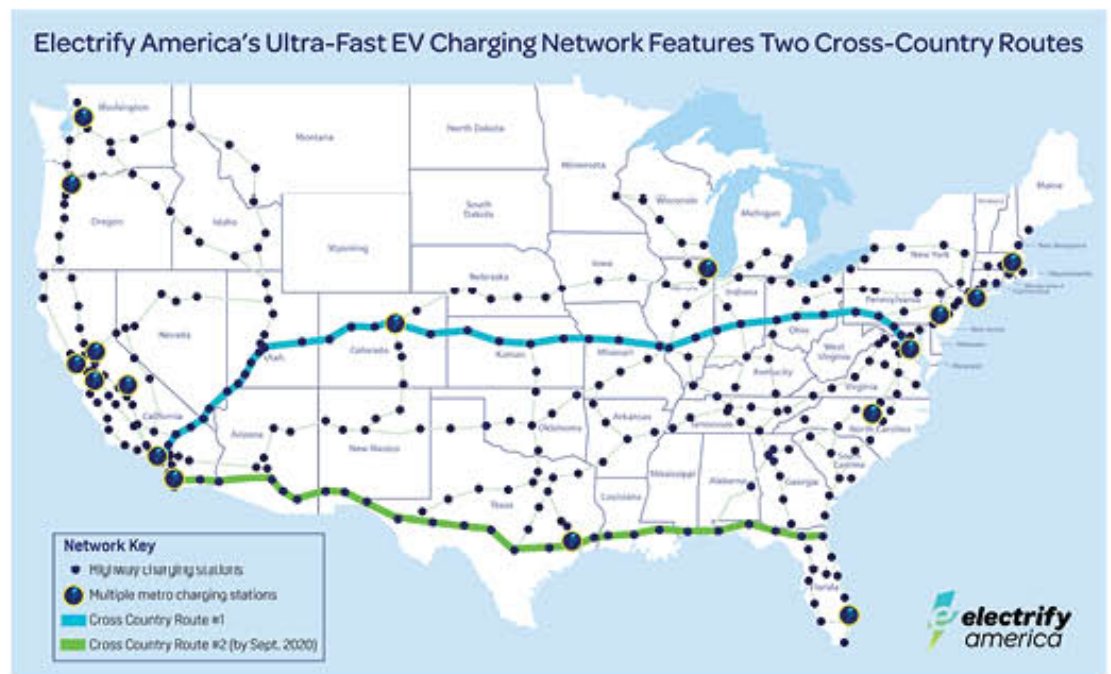 Electrify America's Ultra-Fast EV Charging Network Features Two Cross-Country Routes
Washington
Montana
North Dakota
Minnesota
Maine
Oregon
Idaho
South
Dakota
Wisconsin
Michigan
Wyoming
New York
Iowa
Nebraska
Indiana
Pennsylvania
Nevada
Utah
Colorado
Kansas
Missouri
Ohio
West
Virginia
Kentucky
Virginia
California
Arizona
New Mexico
Oklahoma
Arkansas
Tennessee
North Carolina
South
Carolina
Mississippi
Alabama
Georgia
Texas
Louisiana
Florida
Network Key
Highway charging stations
Multiple metro charging stations
Cross Country Route #1
Cross Country Route #2 (by Sept. 2020)
electrify
america